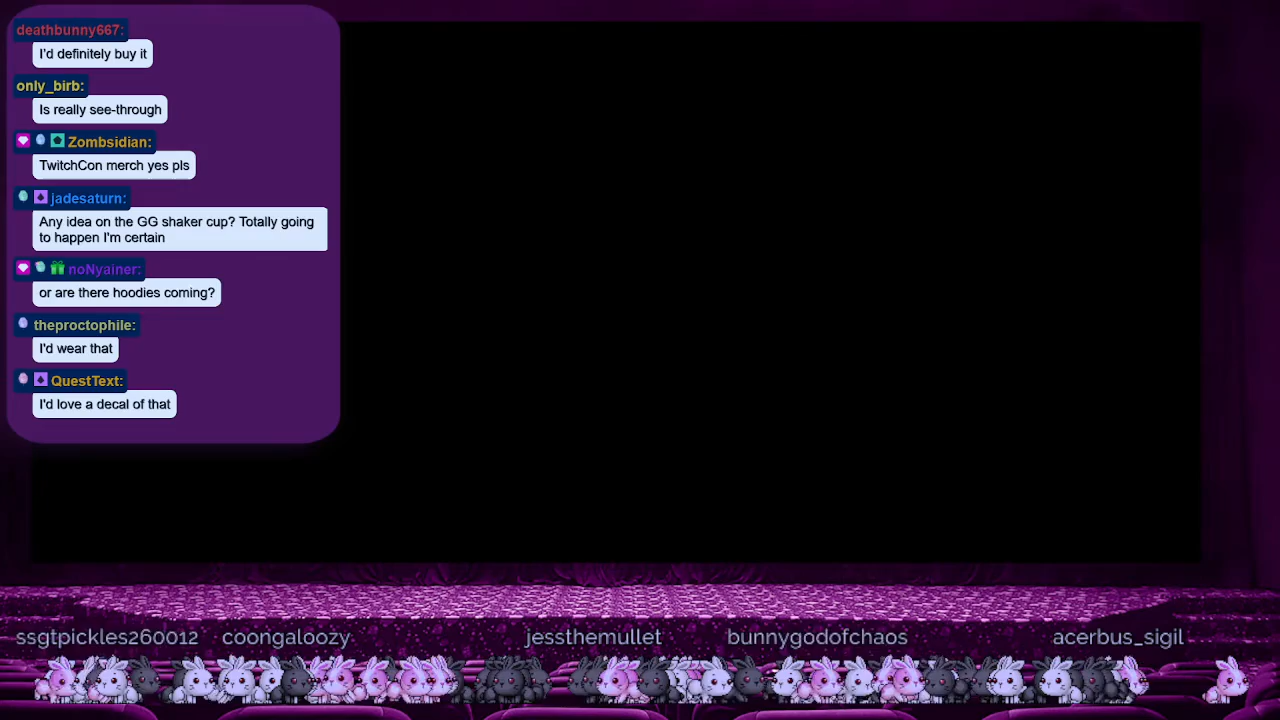 deathbunny667:
I'd definitely buy it
only_birb:
Is really see-through
Zombsidian:
TwitchCon merch yes pls
jadesaturn:
Any idea on the GG shaker cup? Totally going
to happen I'm certain
noNyainer:
or are there hoodies coming?
theproctophile:
I'd wear that
QuestText:
I'd love a decal of that
ssgtpickles260012 coongaloozy jessthemullet bunnygodofchaos acerbus_sigil